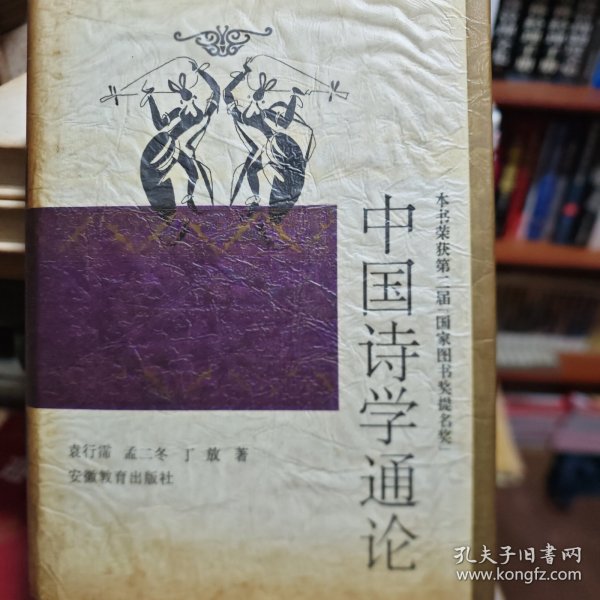 中国诗学通论
本书荣获第二届“国家图书奖提名奖”
袁行霈 孟二冬 丁放 著
安徽教育出版社
孔夫子旧书网
www.kongfz.com